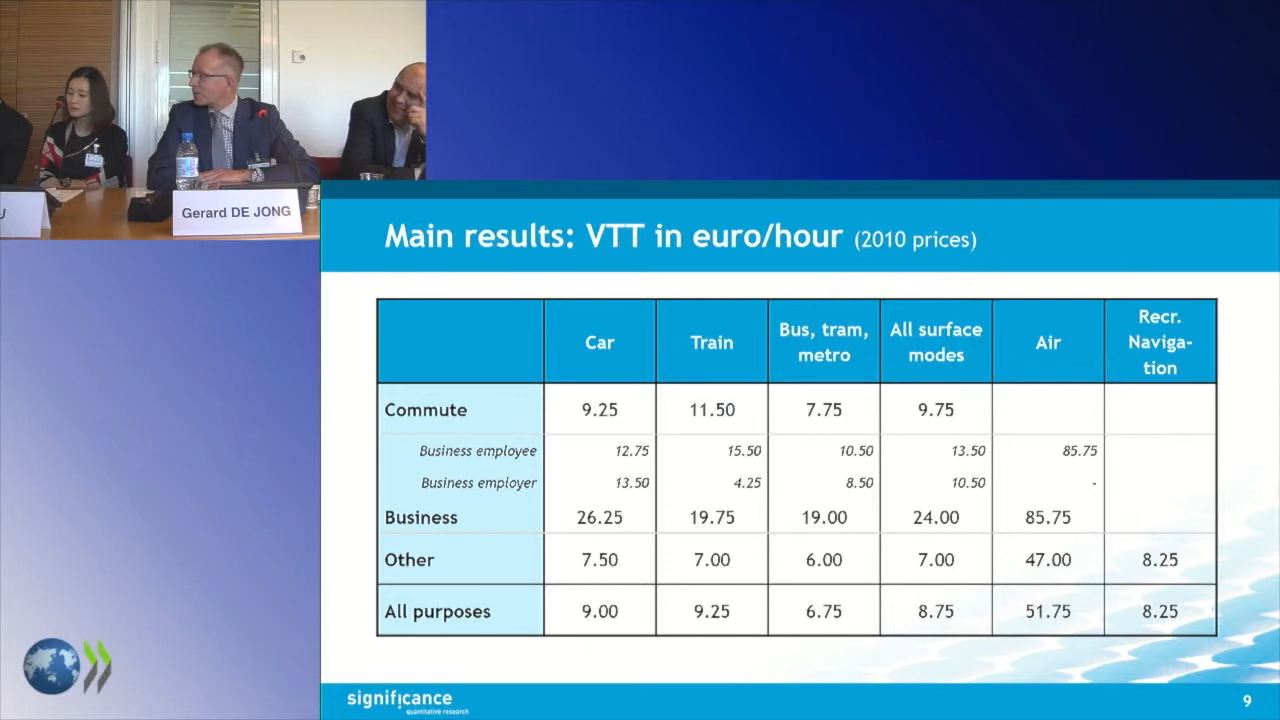 U
Gerard DE JONG
Main results: VTT in euro/hour (2010 prices)
Car Train Bus, tram, metro All surface modes Air Recr. Naviga-tion
Commute 9.25 11.50 7.75 9.75
Business employee 12.75 15.50 10.50 13.50 85.75
Business employer 13.50 4.25 8.50 10.50 -
Business 26.25 19.75 19.00 24.00 85.75
Other 7.50 7.00 6.00 7.00 47.00 8.25
All purposes 9.00 9.25 6.75 8.75 51.75 8.25
significance
quantitative research
9